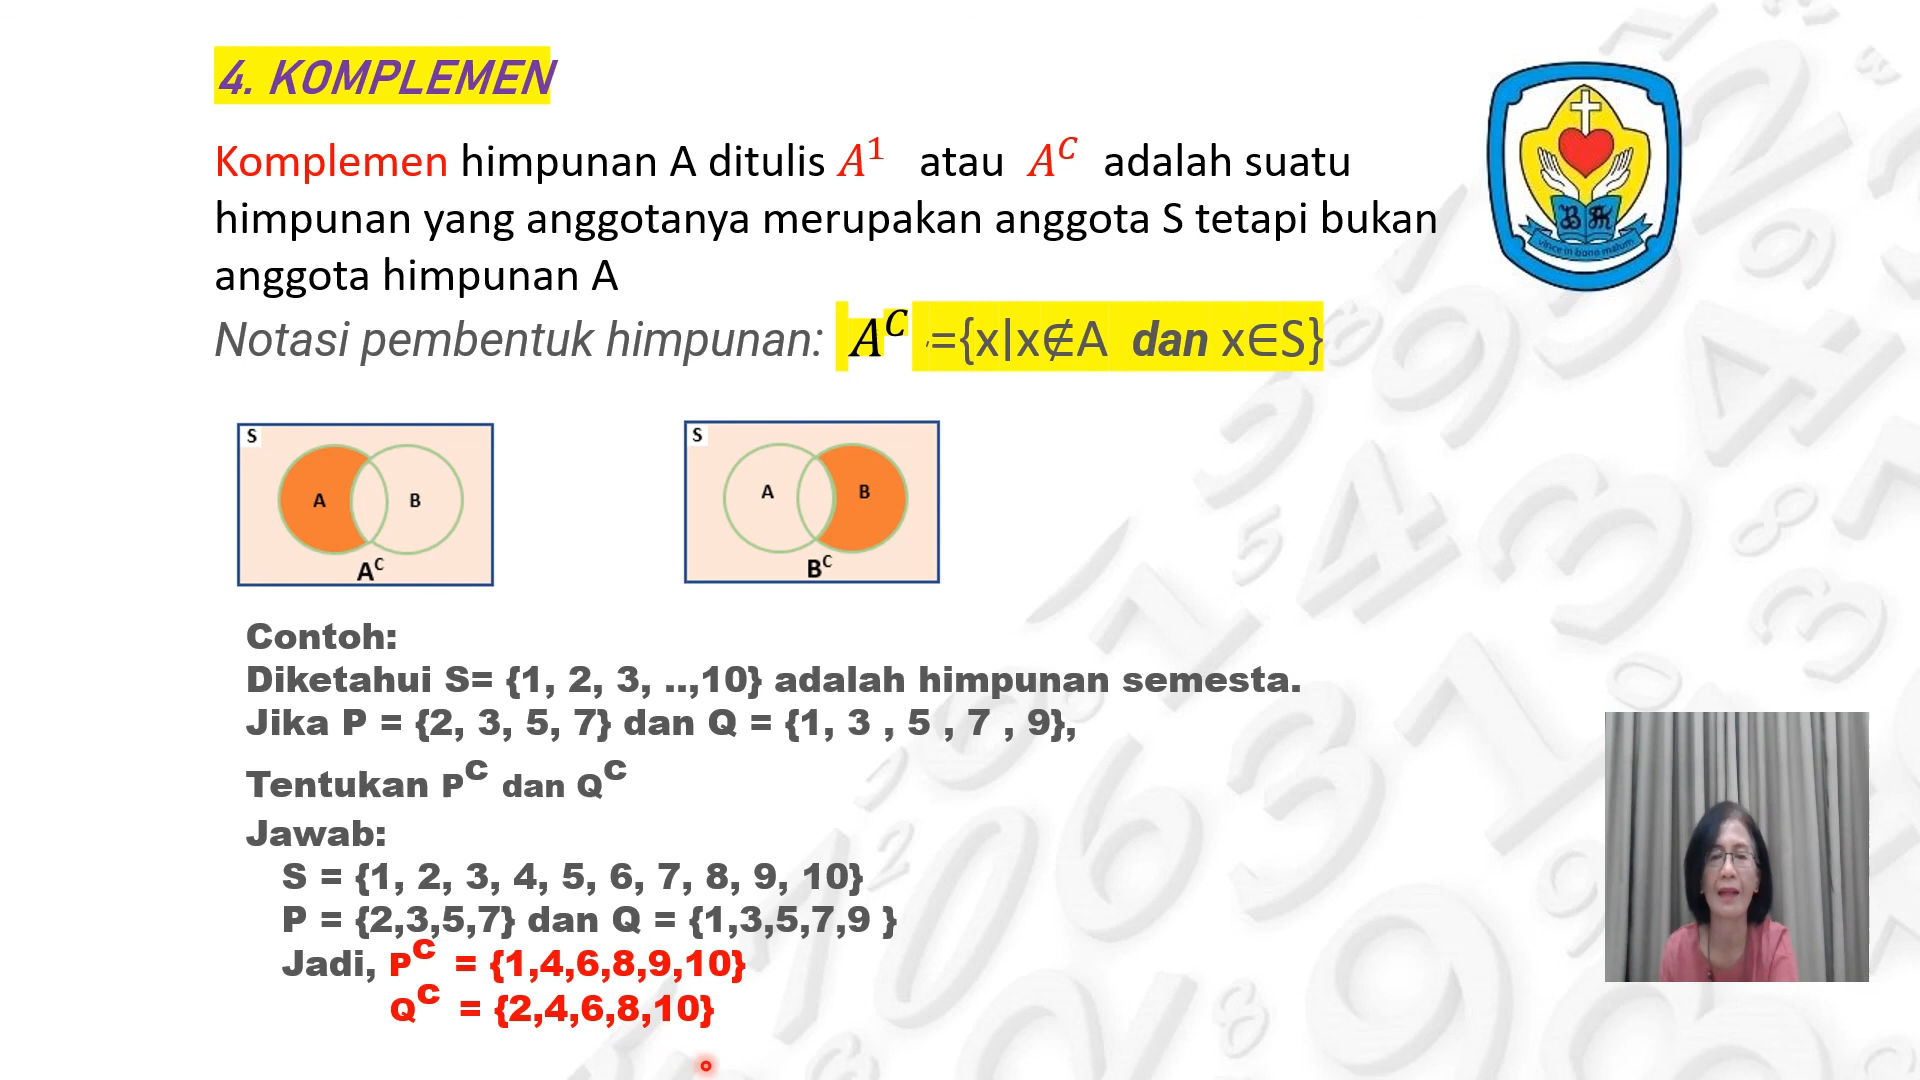 4. KOMPLEMEN
Komplemen himpunan A ditulis A¹ atau Aᶜ adalah suatu
himpunan yang anggotanya merupakan anggota S tetapi bukan
anggota himpunan A
Notasi pembentuk himpunan: Aᶜ ={x|x∉A dan x∈S}
S
A
B
Aᶜ
S
A
B
Bᶜ
Contoh:
Diketahui S= {1, 2, 3, ..,10} adalah himpunan semesta.
Jika P = {2, 3, 5, 7} dan Q = {1, 3 , 5 , 7 , 9},
Tentukan Pᶜ dan Qᶜ
Jawab:
S = {1, 2, 3, 4, 5, 6, 7, 8, 9, 10}
P = {2,3,5,7} dan Q = {1,3,5,7,9 }
Jadi, Pᶜ = {1,4,6,8,9,10}
Qᶜ = {2,4,6,8,10}
B
vince in bono malum